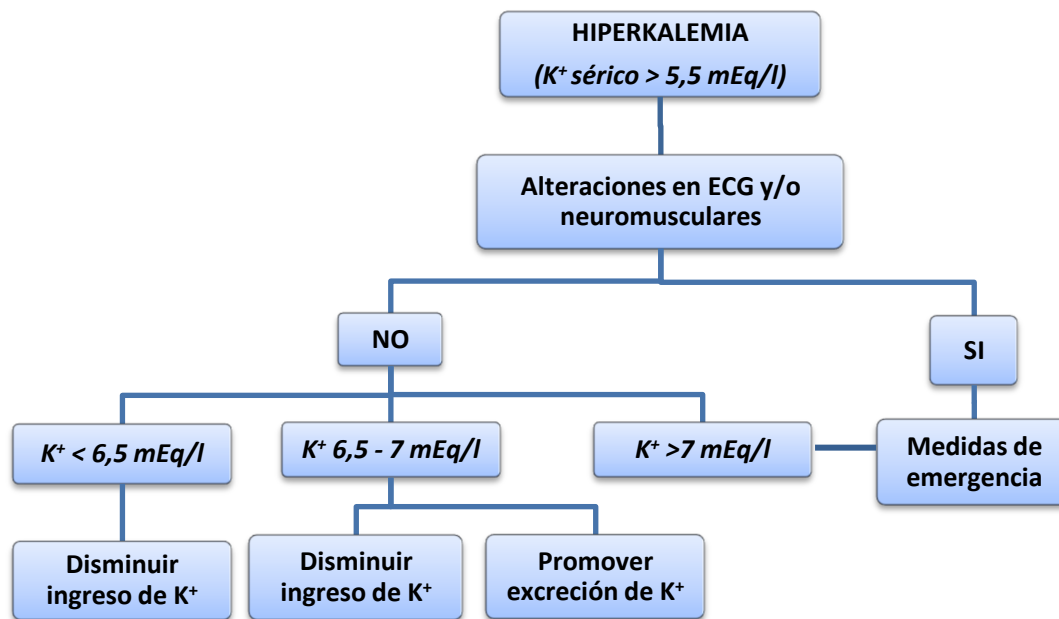 HIPERKALEMIA
(K⁺ sérico > 5,5 mEq/l)
Alteraciones en ECG y/o
neuromusculares
NO
SI
K⁺ < 6,5 mEq/l
K⁺ 6,5 - 7 mEq/l
K⁺ >7 mEq/l
Medidas de
emergencia
Disminuir
ingreso de K⁺
Disminuir
ingreso de K⁺
Promover
excreción de K⁺